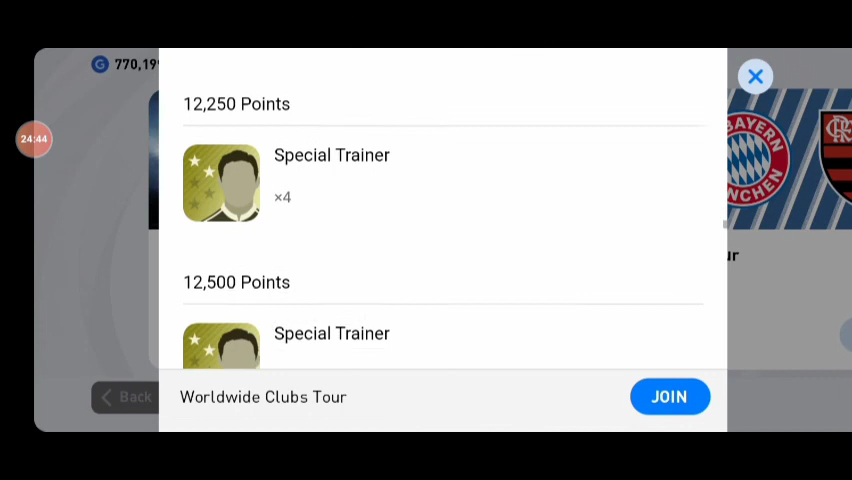 770,19
12,250 Points
24:44
Special Trainer
×4
BAYERN
12,500 Points
Special Trainer
Back
Worldwide Clubs Tour
JOIN